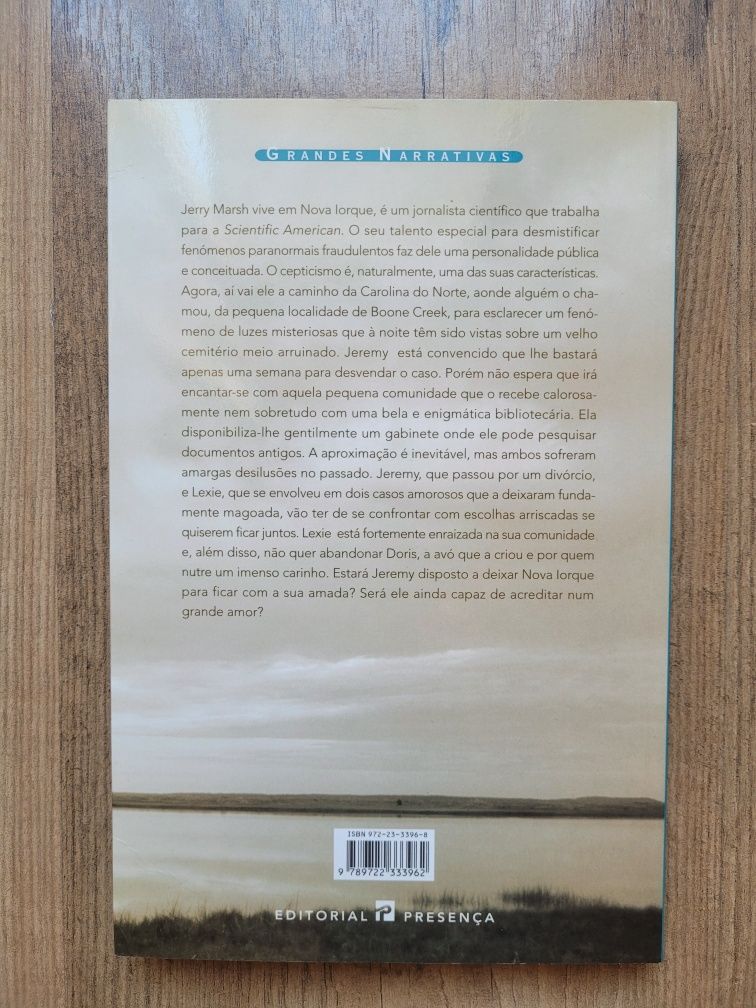 GRANDES NARRATIVAS
Jerry Marsh vive em Nova Iorque, é um jornalista científico que trabalha
para a Scientific American. O seu talento especial para desmistificar
fenómenos paranormais fraudulentos faz dele uma personalidade pública
e conceituada. O cepticismo é, naturalmente, uma das suas características.
Agora, aí vai ele a caminho da Carolina do Norte, aonde alguém o cha-
mou, da pequena localidade de Boone Creek, para esclarecer um fenó-
meno de luzes misteriosas que à noite têm sido vistas sobre um velho
cemitério meio arruinado. Jeremy está convencido que lhe bastará
apenas uma semana para desvendar o caso. Porém não espera que irá
encantar-se com aquela pequena comunidade que o recebe calorosa-
mente nem sobretudo com uma bela e enigmática bibliotecária. Ela
disponibiliza-lhe gentilmente um gabinete onde ele pode pesquisar
documentos antigos. A aproximação é inevitável, mas ambos sofreram
amargas desilusões no passado. Jeremy, que passou por um divórcio,
e Lexie, que se envolveu em dois casos amorosos que a deixaram funda-
mente magoada, vão ter de se confrontar com escolhas arriscadas se
quiserem ficar juntos. Lexie está fortemente enraizada na sua comunidade
e, além disso, não quer abandonar Doris, a avó que a criou e por quem
nutre um imenso carinho. Estará Jeremy disposto a deixar Nova Iorque
para ficar com a sua amada? Será ele ainda capaz de acreditar num
grande amor?
ISBN 972-23-3396-8
9 789722 333962
EDITORIAL P PRESENÇA